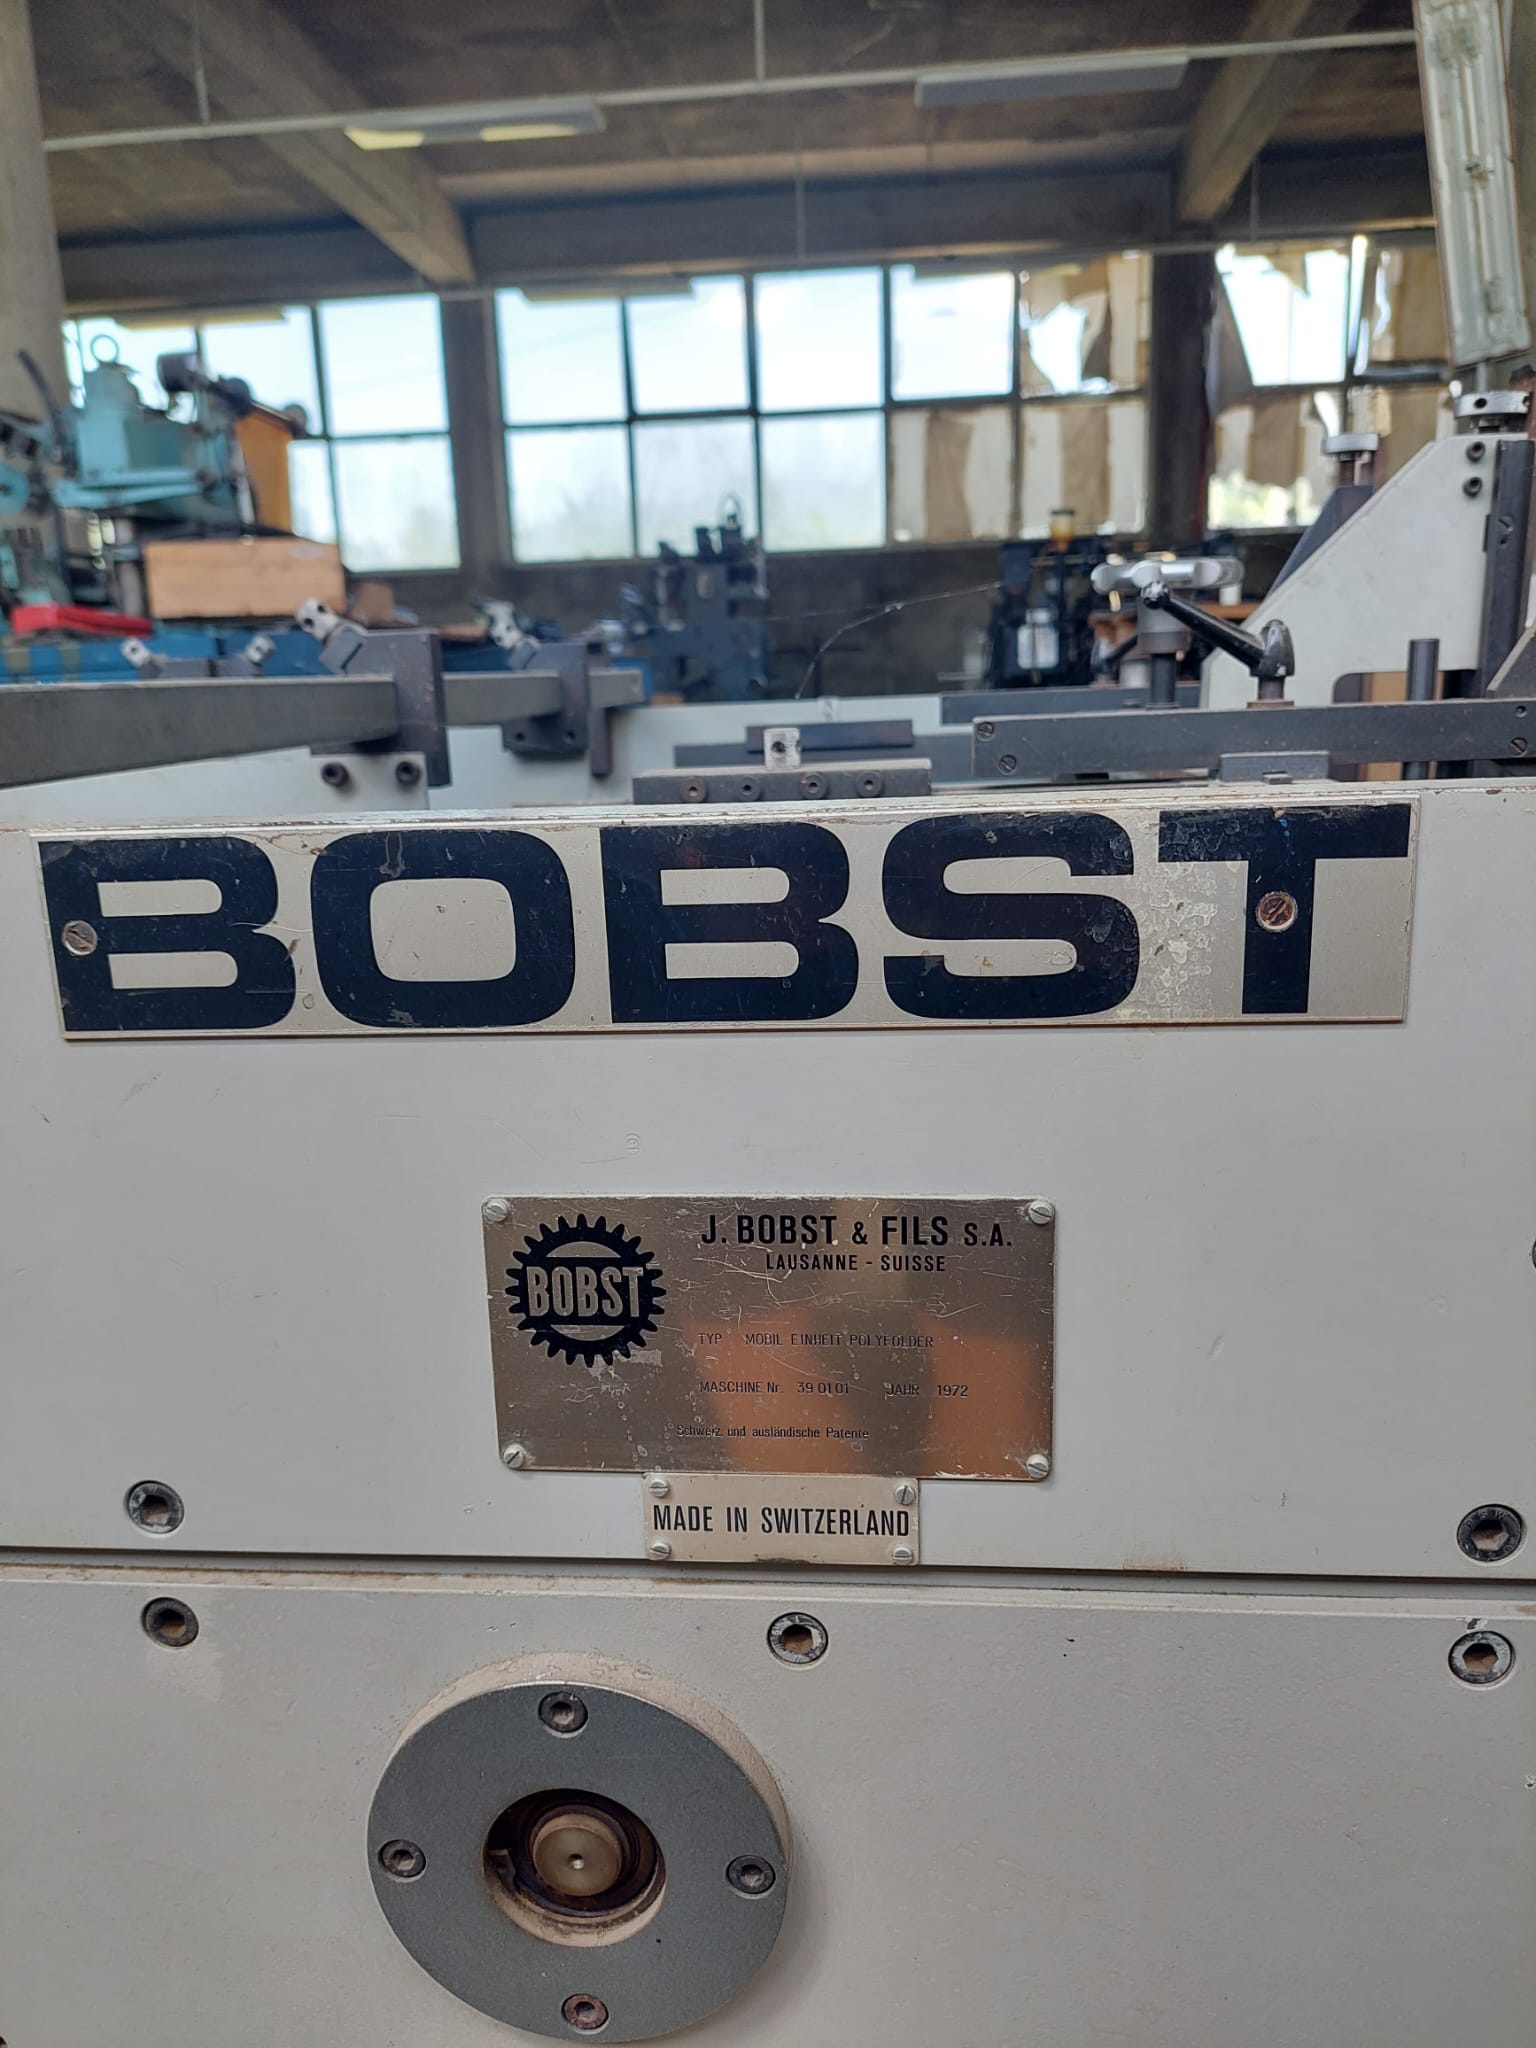 BOBST
BOBST
J. BOBST & FILS S.A.
LAUSANNE - SUISSE
TYP MOBIL EINHEIT POLYFOLDER
MASCHINE Nr. 39 01 01 JAHR 1972
Schweiz. und ausländische Patente
MADE IN SWITZERLAND